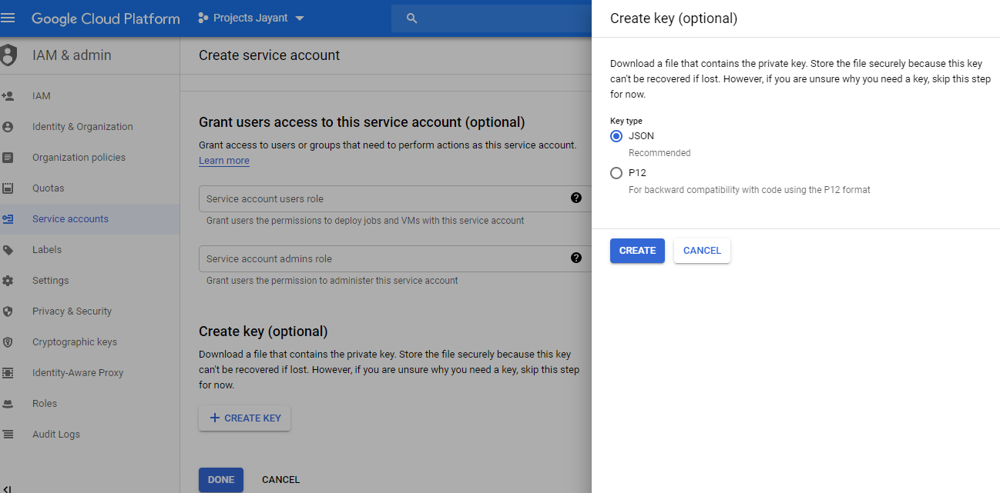 Google Cloud Platform
Projects Jayant
IAM & admin
IAM
Identity & Organization
Organization policies
Quotas
Service accounts
Labels
Settings
Privacy & Security
Cryptographic keys
Identity-Aware Proxy
Roles
Audit Logs
Create service account
Grant users access to this service account (optional)
Grant access to users or groups that need to perform actions as this service account.
Learn more
Service account users role
Grant users the permissions to deploy jobs and VMs with this service account
Service account admins role
Grant users the permission to administer this service account
Create key (optional)
Download a file that contains the private key. Store the file securely because this key
can't be recovered if lost. However, if you are unsure why you need a key, skip this step
for now.
CREATE KEY
DONE
CANCEL
Create key (optional)
Download a file that contains the private key. Store the file securely because this key
can't be recovered if lost. However, if you are unsure why you need a key, skip this step
for now.
Key type
JSON
Recommended
P12
For backward compatibility with code using the P12 format
CREATE
CANCEL